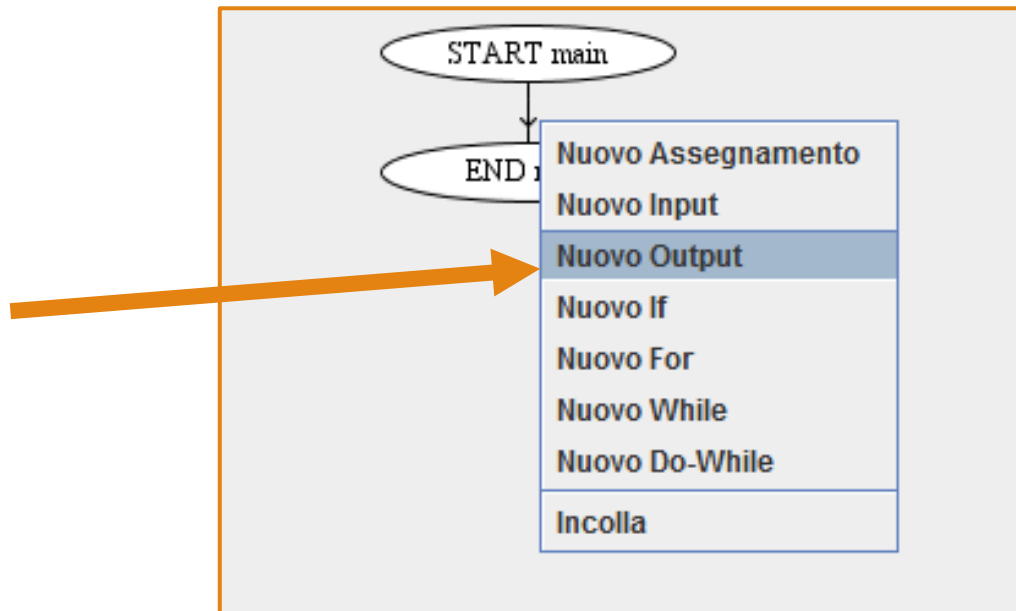 START main
END
Nuovo Assegnamento
Nuovo Input
Nuovo Output
Nuovo If
Nuovo For
Nuovo While
Nuovo Do-While
Incolla